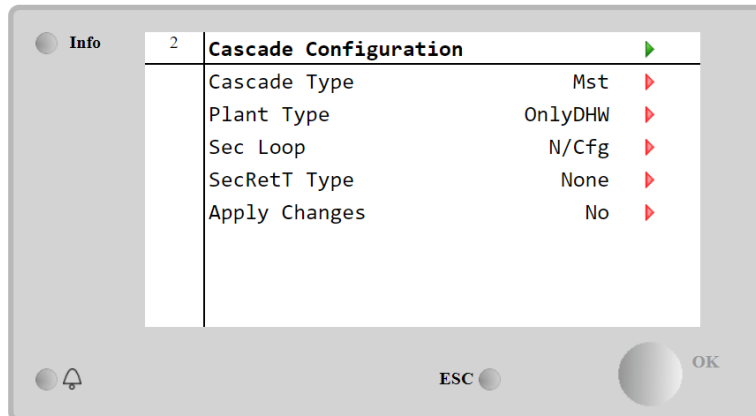 Info
2 Cascade Configuration
Cascade Type Mst
Plant Type OnlyDHW
Sec Loop N/Cfg
SecRetT Type None
Apply Changes No
ESC
OK